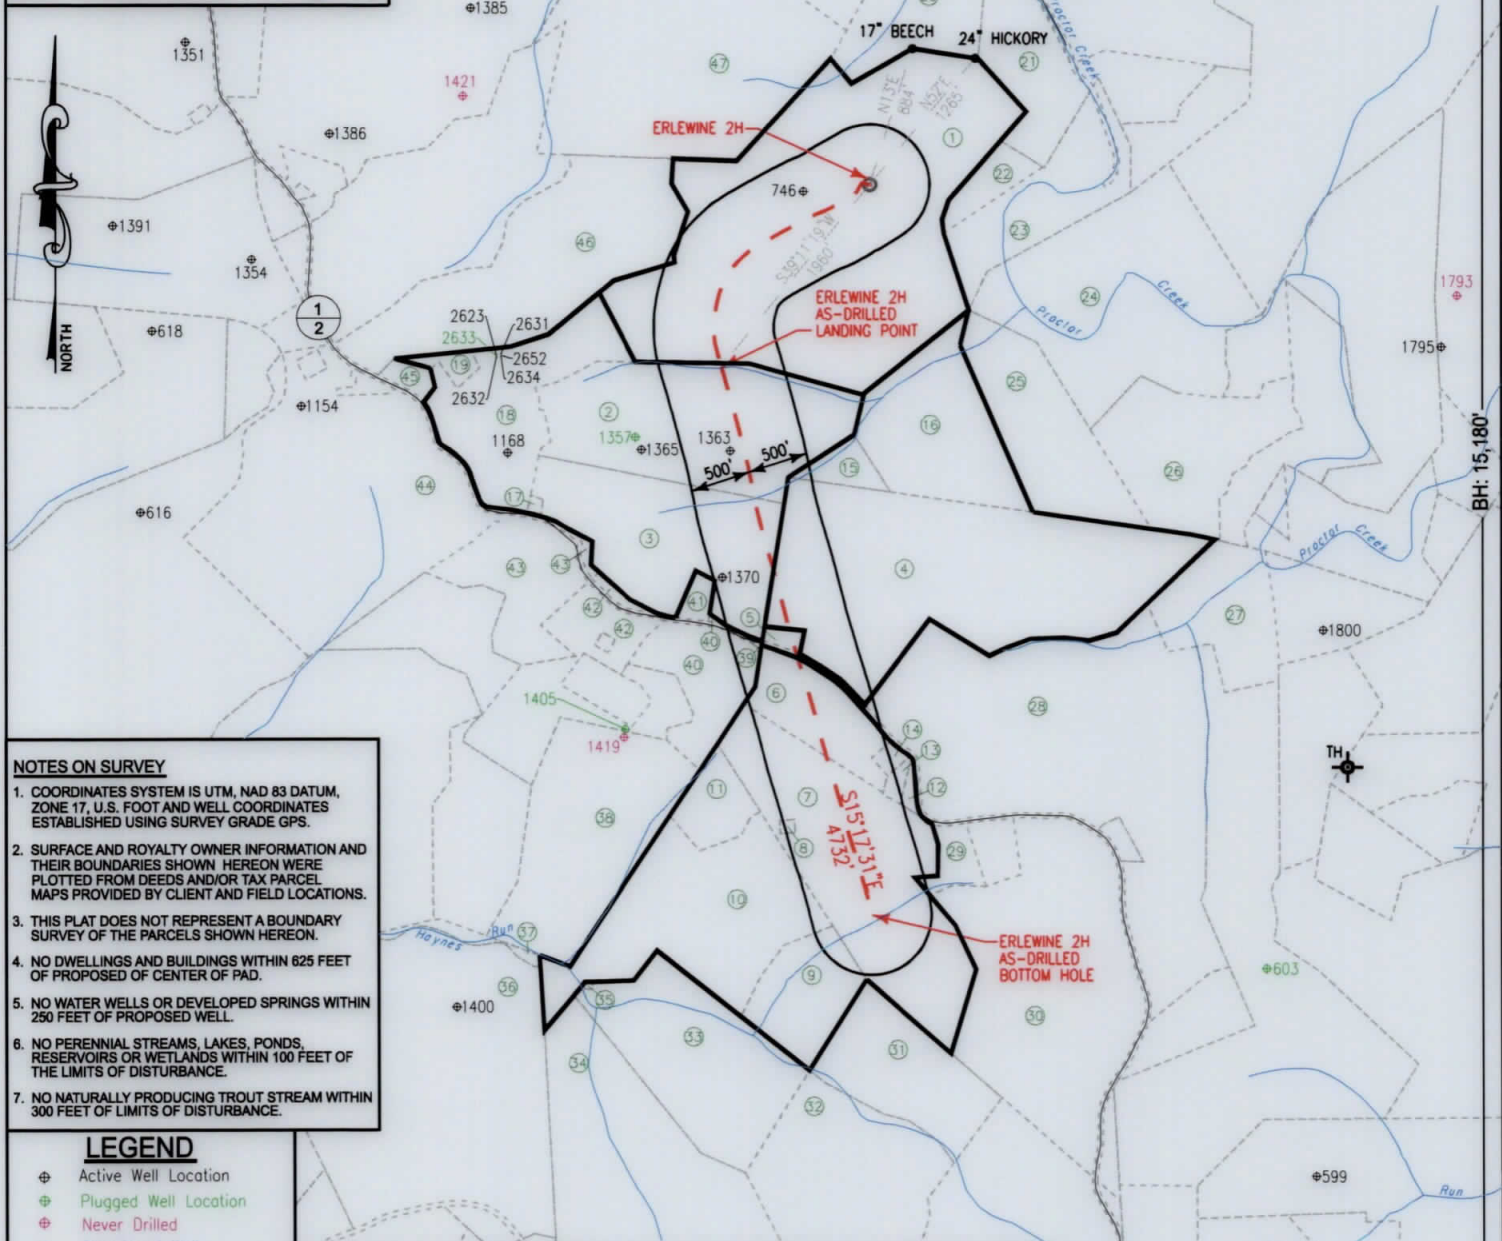 1385
1351
1421
1386
1391
1354
618
1154
616
47
46
45
44
17" BEECH
24" HICKORY
21
Proctor Creek
N13°E
884'
N52°E
1265'
1
ERLEWINE 2H
746
22
23
24
S39°11'19"W
1960'
ERLEWINE 2H
AS-DRILLED
LANDING POINT
Proctor
Creek
1793
1795
NORTH
1
2
2623
2631
2633
2652
2634
2632
19
18
1168
17
2
1357
1365
1363
500'
500'
16
15
25
26
BH: 15,180'
Proctor Creek
3
4
43
43
42
42
41
1370
5
40
40
39
6
27
1800
28
1405
1419
14
13
12
TH
7
8
11
38
S15°17'31"E
4732'
29
10
Haynes Run
37
36
35
1400
9
ERLEWINE 2H
AS-DRILLED
BOTTOM HOLE
603
30
31
33
34
32
599
Run
NOTES ON SURVEY
1. COORDINATES SYSTEM IS UTM, NAD 83 DATUM,
ZONE 17, U.S. FOOT AND WELL COORDINATES
ESTABLISHED USING SURVEY GRADE GPS.
2. SURFACE AND ROYALTY OWNER INFORMATION AND
THEIR BOUNDARIES SHOWN HEREON WERE
PLOTTED FROM DEEDS AND/OR TAX PARCEL
MAPS PROVIDED BY CLIENT AND FIELD LOCATIONS.
3. THIS PLAT DOES NOT REPRESENT A BOUNDARY
SURVEY OF THE PARCELS SHOWN HEREON.
4. NO DWELLINGS AND BUILDINGS WITHIN 625 FEET
OF PROPOSED OF CENTER OF PAD.
5. NO WATER WELLS OR DEVELOPED SPRINGS WITHIN
250 FEET OF PROPOSED WELL.
6. NO PERENNIAL STREAMS, LAKES, PONDS,
RESERVOIRS OR WETLANDS WITHIN 100 FEET OF
THE LIMITS OF DISTURBANCE.
7. NO NATURALLY PRODUCING TROUT STREAM WITHIN
300 FEET OF LIMITS OF DISTURBANCE.
LEGEND
Active Well Location
Plugged Well Location
Never Drilled